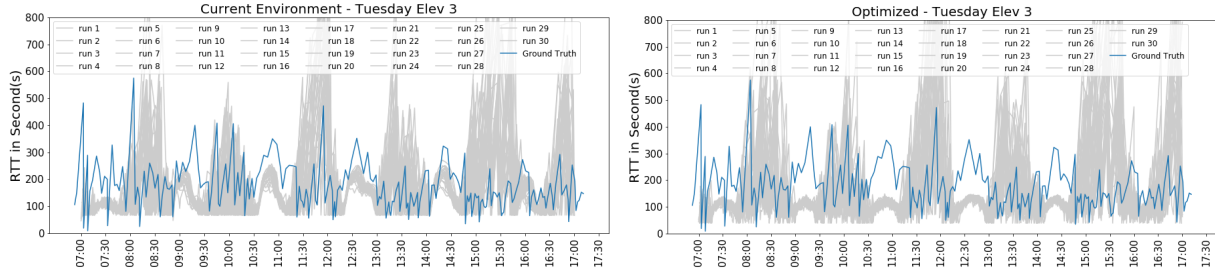 Current Environment - Tuesday Elev 3
800
700
600
500
400
300
200
100
0
RTT in Second(s)
run 1 run 5 run 9 run 13 run 17 run 21 run 25 run 29
run 2 run 6 run 10 run 14 run 18 run 22 run 26 run 30
run 3 run 7 run 11 run 15 run 19 run 23 run 27 Ground Truth
run 4 run 8 run 12 run 16 run 20 run 24 run 28
07:00 07:30 08:00 08:30 09:00 09:30 10:00 10:30 11:00 11:30 12:00 12:30 13:00 13:30 14:00 14:30 15:00 15:30 16:00 16:30 17:00 17:30
Optimized - Tuesday Elev 3
800
700
600
500
400
300
200
100
0
RTT in Second(s)
run 1 run 5 run 9 run 13 run 17 run 21 run 25 run 29
run 2 run 6 run 10 run 14 run 18 run 22 run 26 run 30
run 3 run 7 run 11 run 15 run 19 run 23 run 27 Ground Truth
run 4 run 8 run 12 run 16 run 20 run 24 run 28
07:00 07:30 08:00 08:30 09:00 09:30 10:00 10:30 11:00 11:30 12:00 12:30 13:00 13:30 14:00 14:30 15:00 15:30 16:00 16:30 17:00 17:30